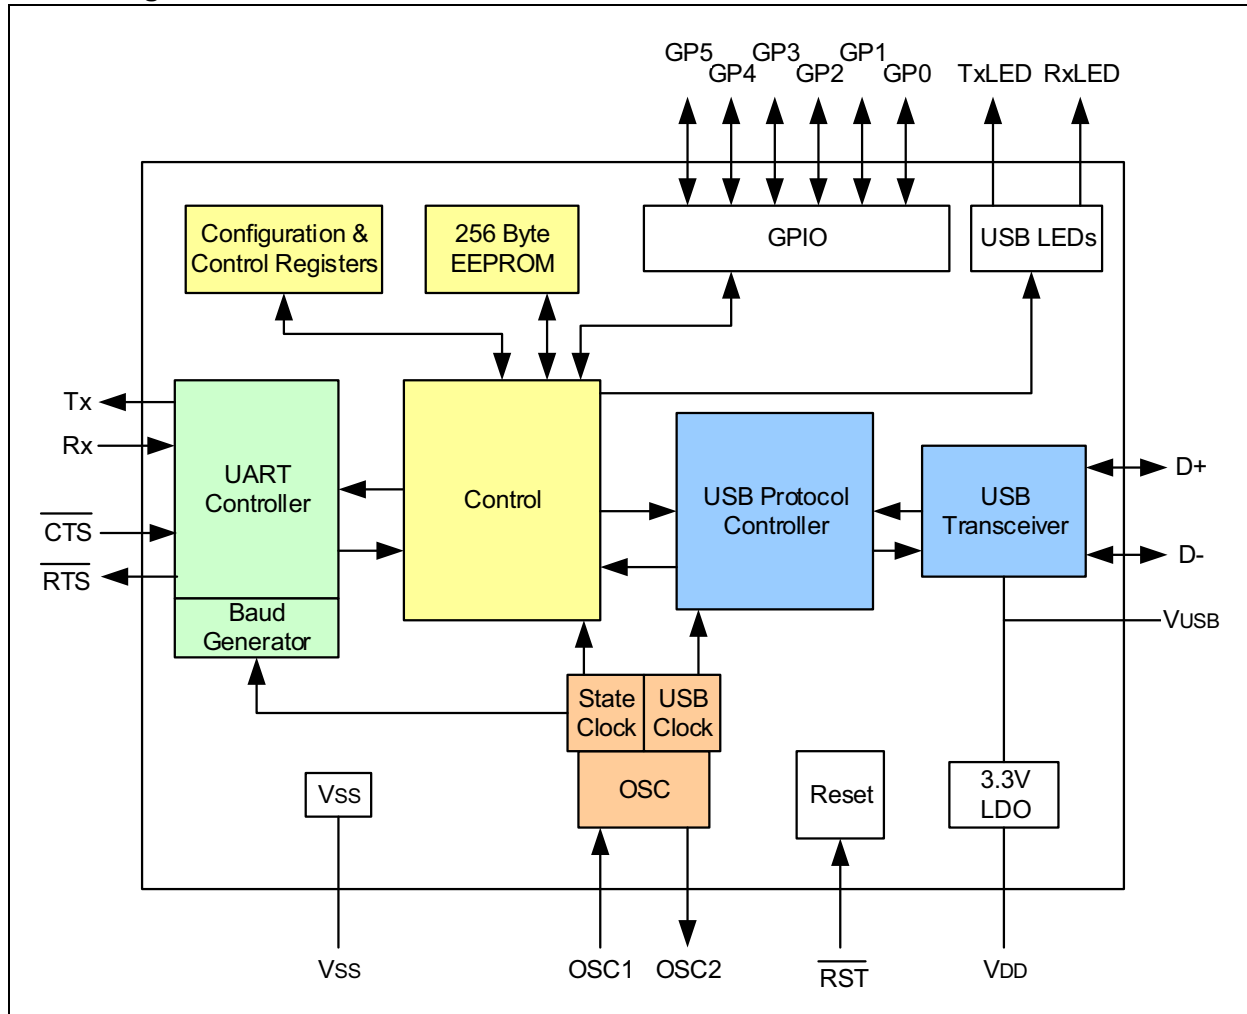 GP5 GP3 GP1
GP4 GP2 GP0 TxLED RxLED
Configuration &
Control Registers
256 Byte
EEPROM
GPIO
USB LEDs
Tx
Rx
CTS
RTS
UART
Controller
Baud
Generator
Control
USB Protocol
Controller
USB
Transceiver
D+
D-
VUSB
State
Clock
USB
Clock
OSC
VSS
Reset
3.3V
LDO
VSS
OSC1
OSC2
RST
VDD